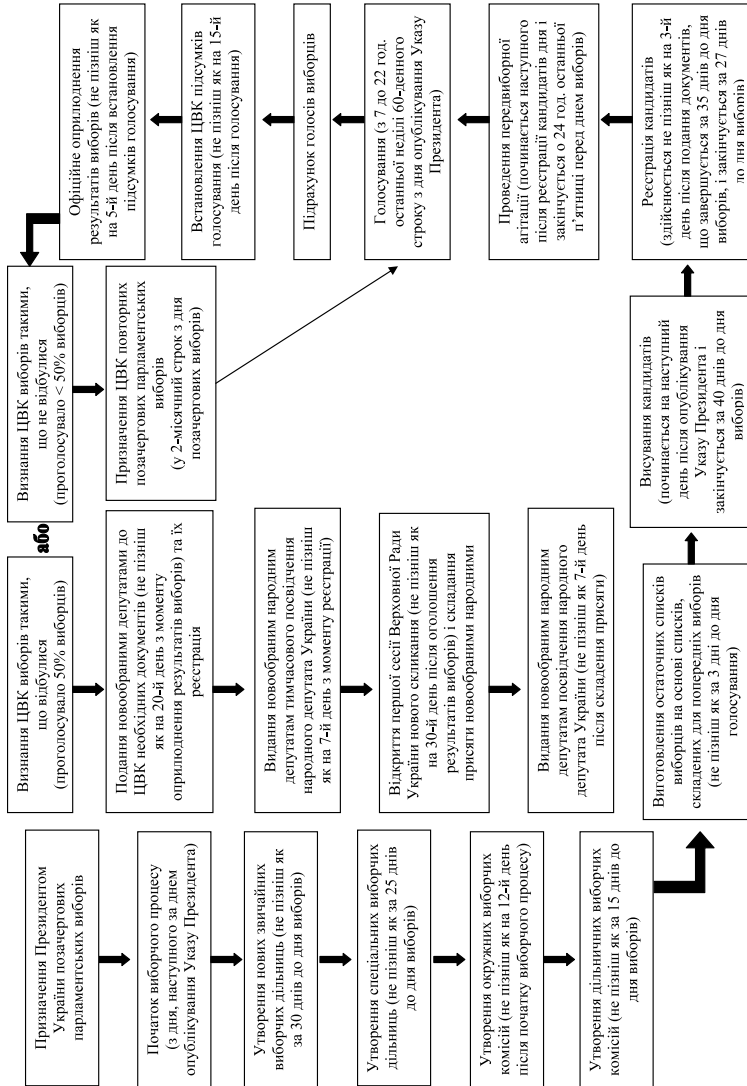 Призначення Президентом
України позачергових
парламентських виборів
Початок виборчого процесу
(з дня, наступного за днем
опублікування Указу Президента)
Утворення нових звичайних
виборчих дільниць (не пізніш як
за 30 днів до дня виборів)
Утворення спеціальних виборчих
дільниць (не пізніш як за 25 днів
до дня виборів)
Утворення окружних виборчих
комісій (не пізніш як на 12-й день
після початку виборчого процесу)
Утворення дільничних виборчих
комісій (не пізніш як за 15 днів до
дня виборів)
Виготовлення остаточних списків
виборців на основі списків,
складених для попередніх виборів
(не пізніш як за 3 дні до дня
голосування)
Висування кандидатів
(починається на наступний
день після опублікування
Указу Президента і
закінчується за 40 днів до дня
виборів)
Реєстрація кандидатів
(здійснюється не пізніш як на 3-й
день після подання документів,
що завершується за 35 днів до дня
виборів, і закінчується за 27 днів
до дня виборів
Проведення передвиборної
агітації (починається наступного
після реєстрації кандидатів дня і
закінчується о 24 год. останньої
п’ятниці перед днем виборів)
Голосування (з 7 до 22 год.
останньої неділі 60-денного
строку з дня опублікування Указу
Президента)
Підрахунок голосів виборців
Встановлення ЦВК підсумків
голосування (не пізніш як на 15-й
день після голосування)
Офіційне оприлюднення
результатів виборів (не пізніш як
на 5-й день після встановлення
підсумків голосування)
Визнання ЦВК виборів такими,
що не відбулися
(проголосувало < 50% виборців)
Призначення ЦВК повторних
позачергових парламентських
виборів
(у 2-місячний строк з дня
позачергових виборів)
або
Визнання ЦВК виборів такими,
що відбулися
(проголосувало 50% виборців)
Подання новообраними депутатами до
ЦВК необхідних документів (не пізніш
як на 20-й день з моменту
оприлюднення результатів виборів) та їх
реєстрація
Видання новообраним народним
депутатам тимчасового посвідчення
народного депутата України (не пізніш
як на 7-й день з моменту реєстрації)
Відкриття першої сесії Верховної Ради
України нового скликання (не пізніш як
на 30-й день після оголошення
результатів виборів) і складання
присяги новообраними народними
Видання новообраним народним
депутатам посвідчення народного
депутата України (не пізніш як 7-й день
після складення присяги)